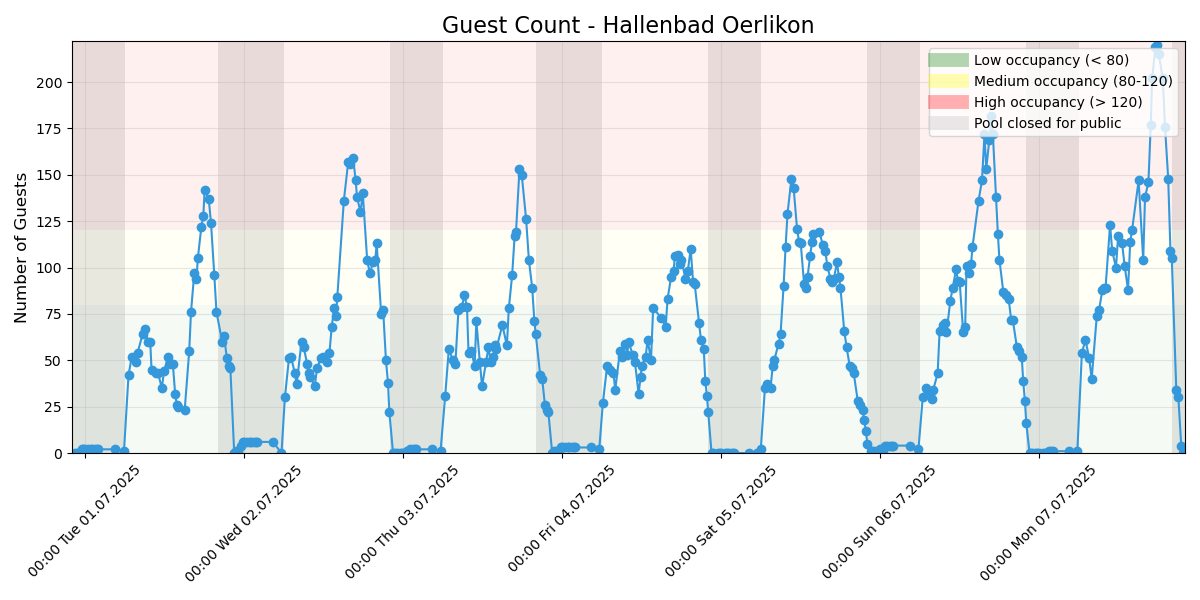 Guest Count - Hallenbad Oerlikon
Number of Guests
200
175
150
125
100
75
50
25
0
Low occupancy (< 80)
Medium occupancy (80-120)
High occupancy (> 120)
Pool closed for public
00:00 Tue 01.07.2025
00:00 Wed 02.07.2025
00:00 Thu 03.07.2025
00:00 Fri 04.07.2025
00:00 Sat 05.07.2025
00:00 Sun 06.07.2025
00:00 Mon 07.07.2025